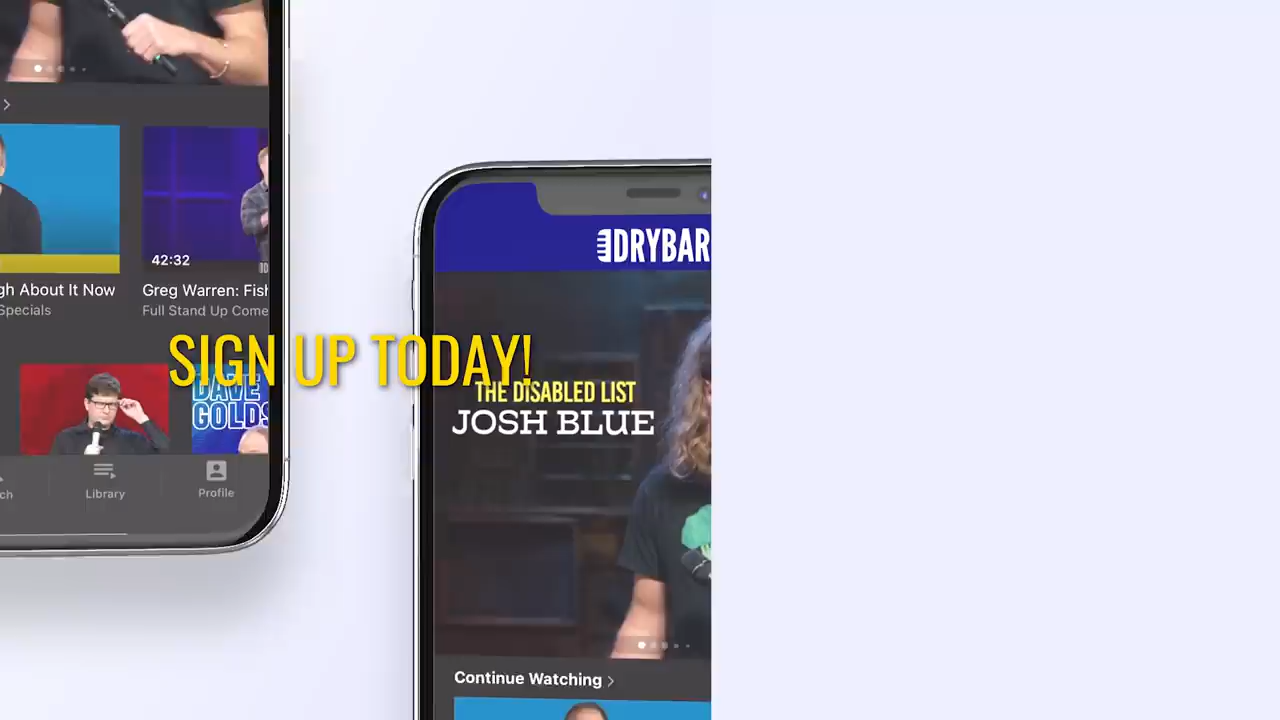 42:32
gh About It Now
Specials
Greg Warren: Fish
Full Stand Up Come
SIGN UP TODAY!
DAVE
GOLDS
ch
Library
Profile
DRYBAR
THE DISABLED LIST
JOSH BLUE
Continue Watching